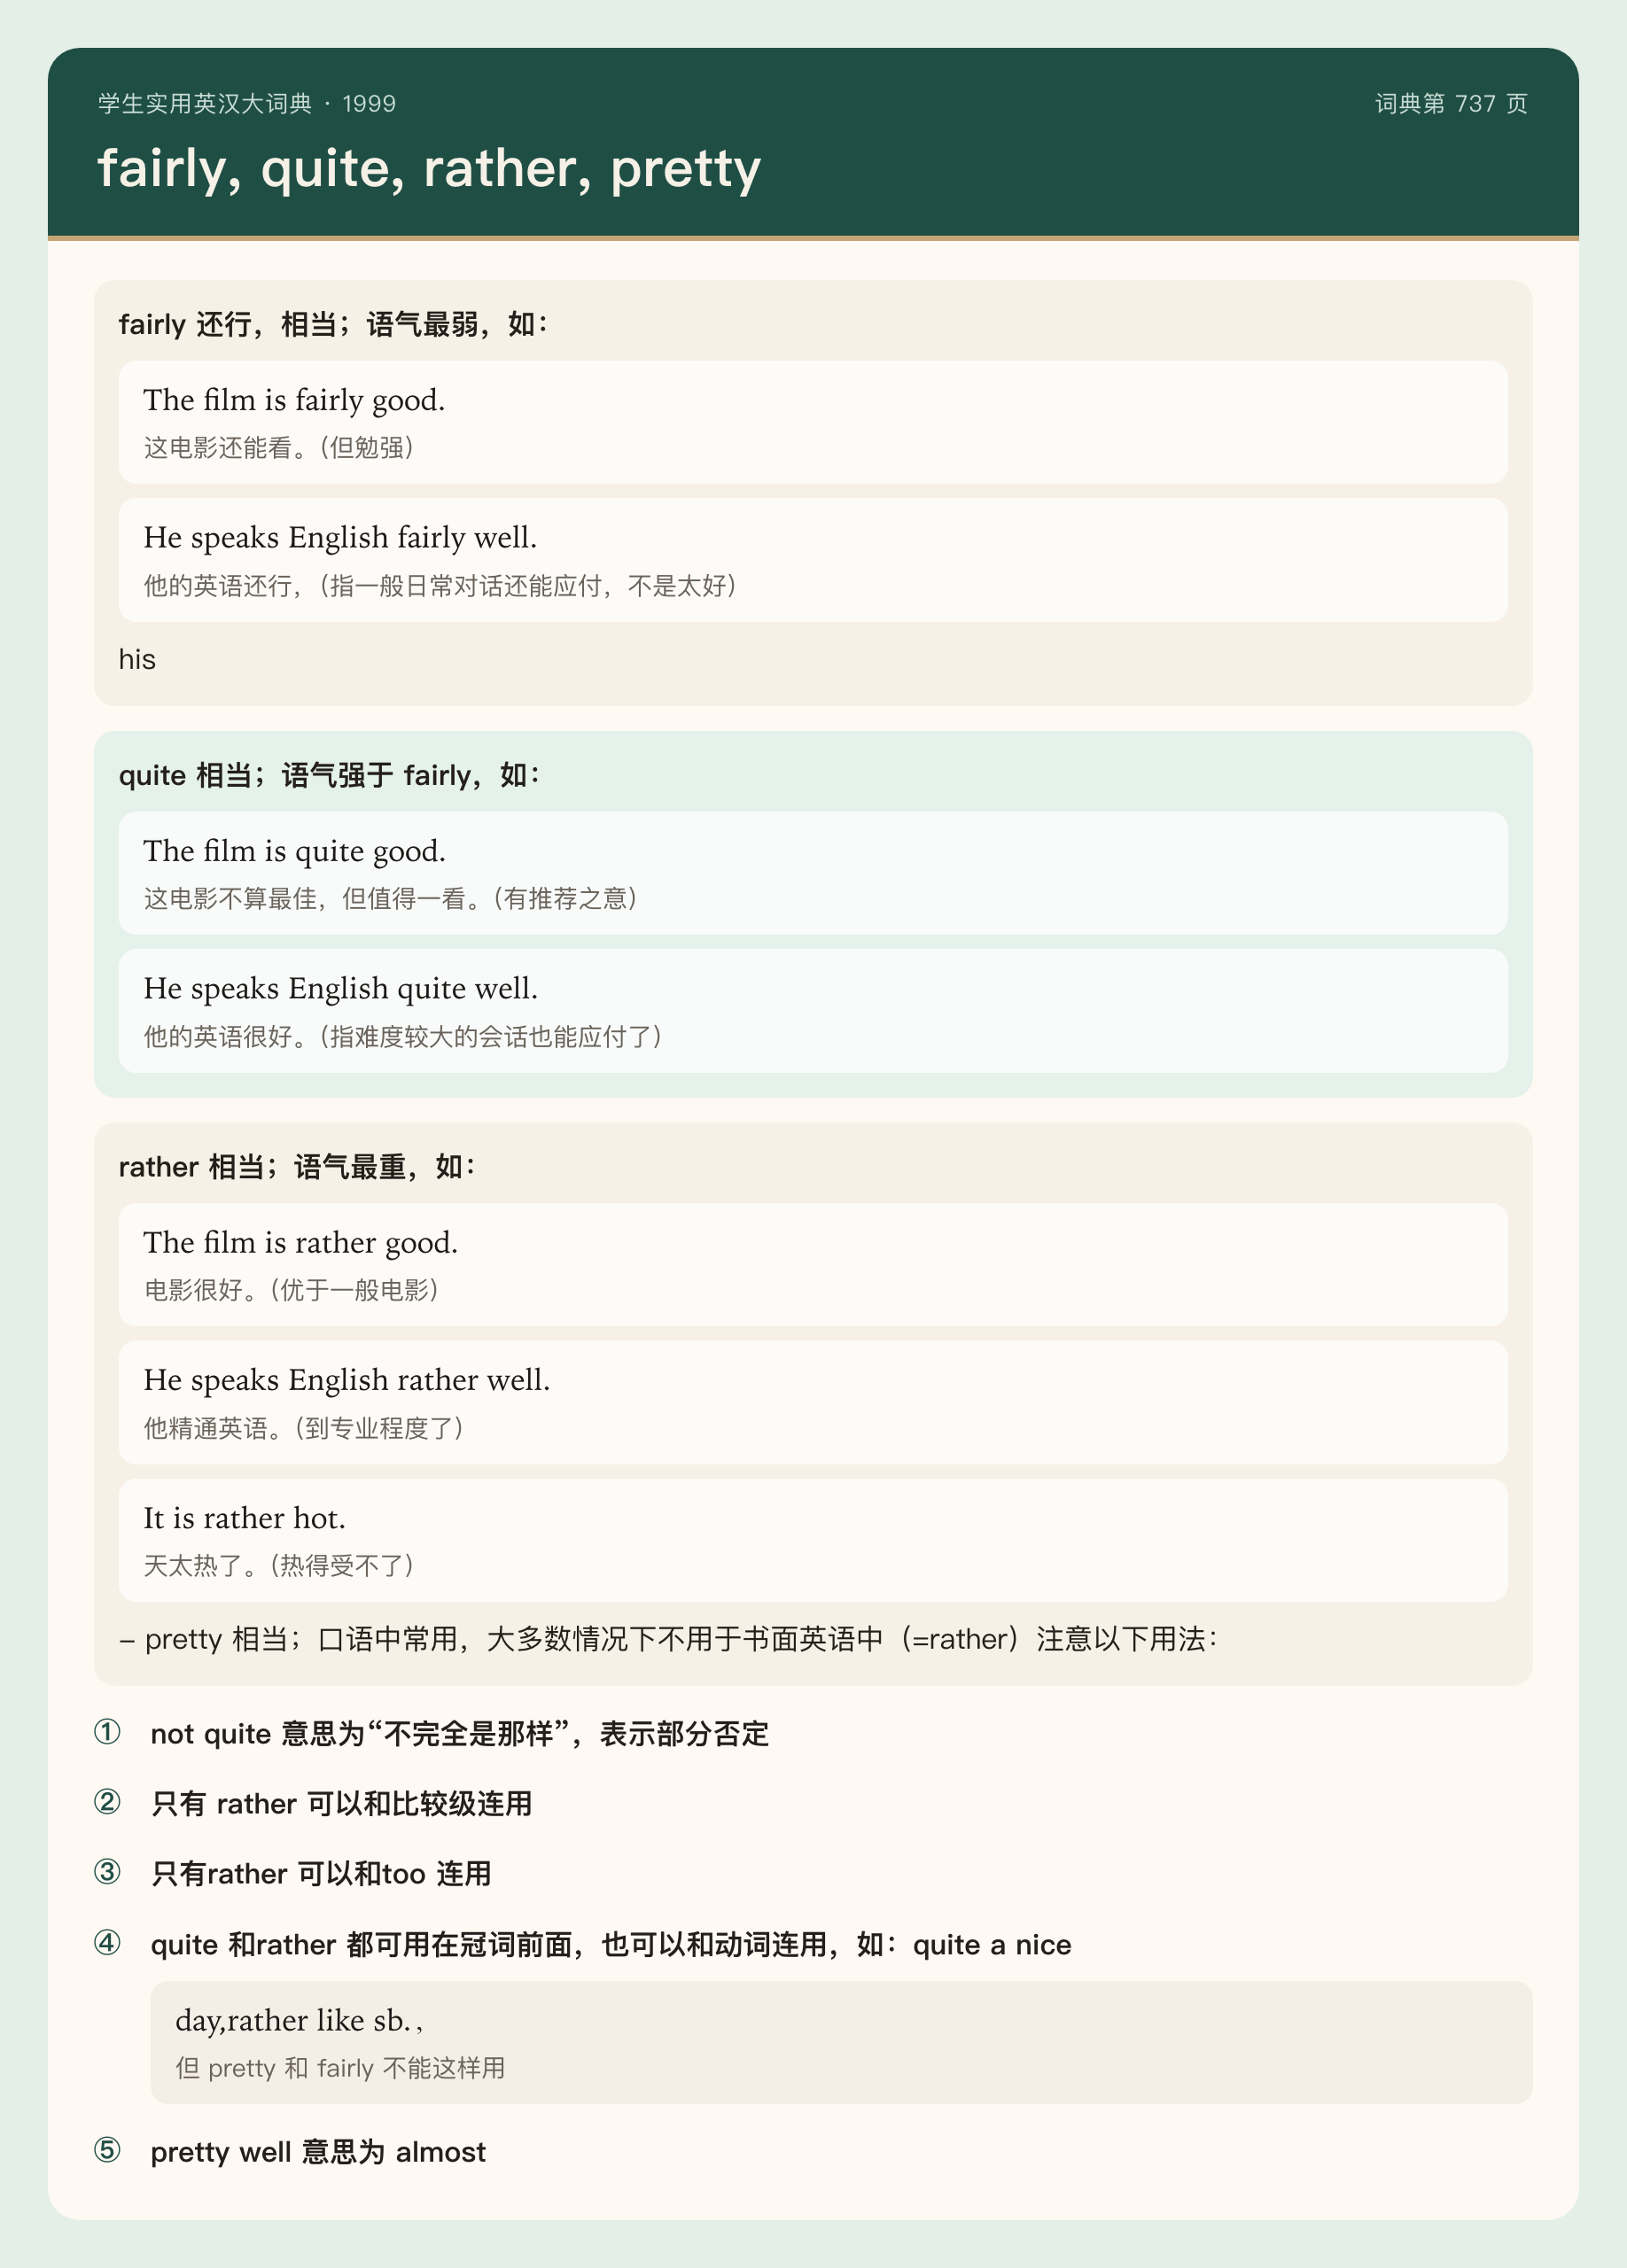 学生实用英汉大词典 · 1999
词典第 737 页
fairly, quite, rather, pretty
fairly 还行，相当；语气最弱，如：
The film is fairly good.
这电影还能看。（但勉强）
He speaks English fairly well.
他的英语还行，（指一般日常对话还能应付，不是太好）
his
quite 相当；语气强于 fairly，如：
The film is quite good.
这电影不算最佳，但值得一看。（有推荐之意）
He speaks English quite well.
他的英语很好。（指难度较大的会话也能应付了）
rather 相当；语气最重，如：
The film is rather good.
电影很好。（优于一般电影）
He speaks English rather well.
他精通英语。（到专业程度了）
It is rather hot.
天太热了。（热得受不了）
– pretty 相当；口语中常用，大多数情况下不用于书面英语中（=rather）注意以下用法：
① not quite 意思为“不完全是那样”，表示部分否定
② 只有 rather 可以和比较级连用
③ 只有rather 可以和too 连用
④ quite 和rather 都可用在冠词前面，也可以和动词连用，如：quite a nice
day,rather like sb. ,
但 pretty 和 fairly 不能这样用
⑤ pretty well 意思为 almost